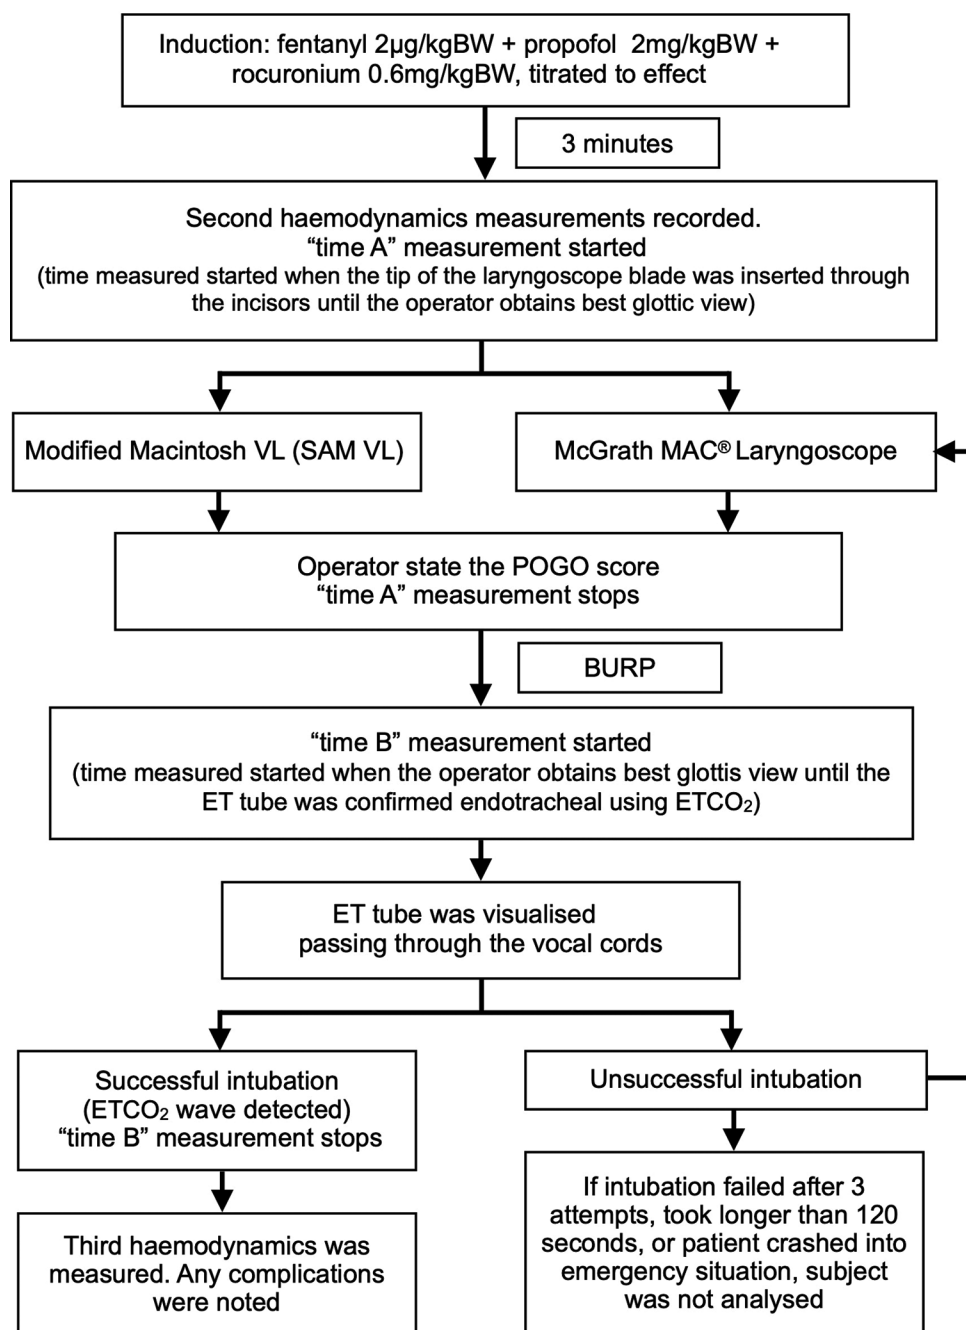 Induction: fentanyl 2µg/kgBW + propofol  2mg/kgBW +
rocuronium 0.6mg/kgBW, titrated to effect
3 minutes
Second haemodynamics measurements recorded.
“time A” measurement started
(time measured started when the tip of the laryngoscope blade was inserted through
the incisors until the operator obtains best glottic view)
Modified Macintosh VL (SAM VL)
McGrath MAC® Laryngoscope
Operator state the POGO score
“time A” measurement stops
BURP
“time B” measurement started
(time measured started when the operator obtains best glottis view until the
ET tube was confirmed endotracheal using ETCO₂)
ET tube was visualised
passing through the vocal cords
Successful intubation
(ETCO₂ wave detected)
“time B” measurement stops
Unsuccessful intubation
Third haemodynamics was
measured. Any complications
were noted
If intubation failed after 3
attempts, took longer than 120
seconds, or patient crashed into
emergency situation, subject
was not analysed